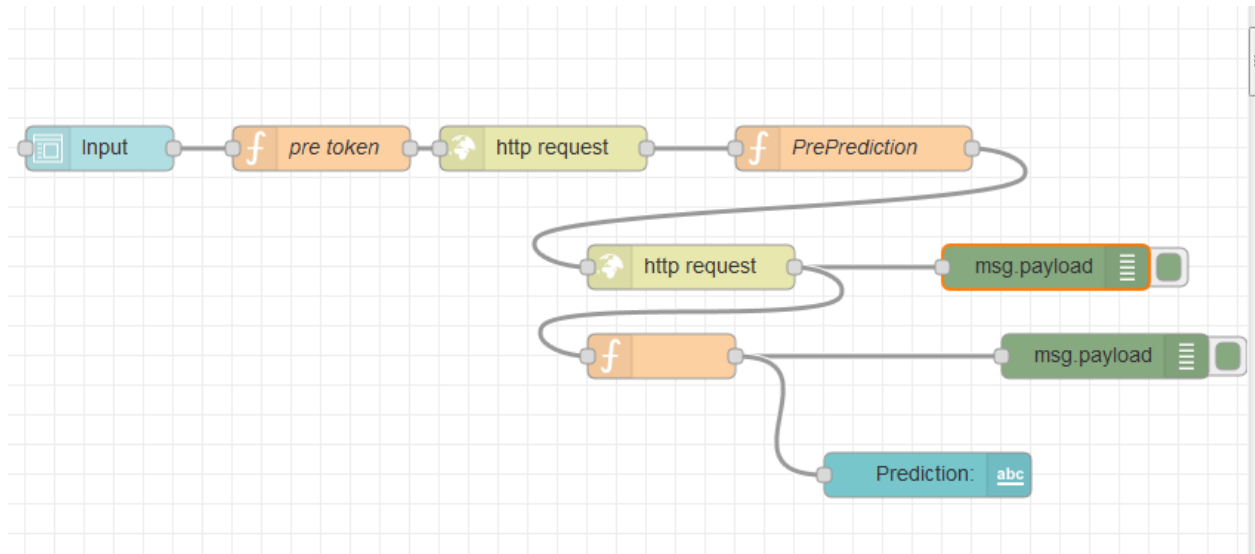 Input
pre token
http request
PrePrediction
http request
msg.payload
msg.payload
Prediction:
abc